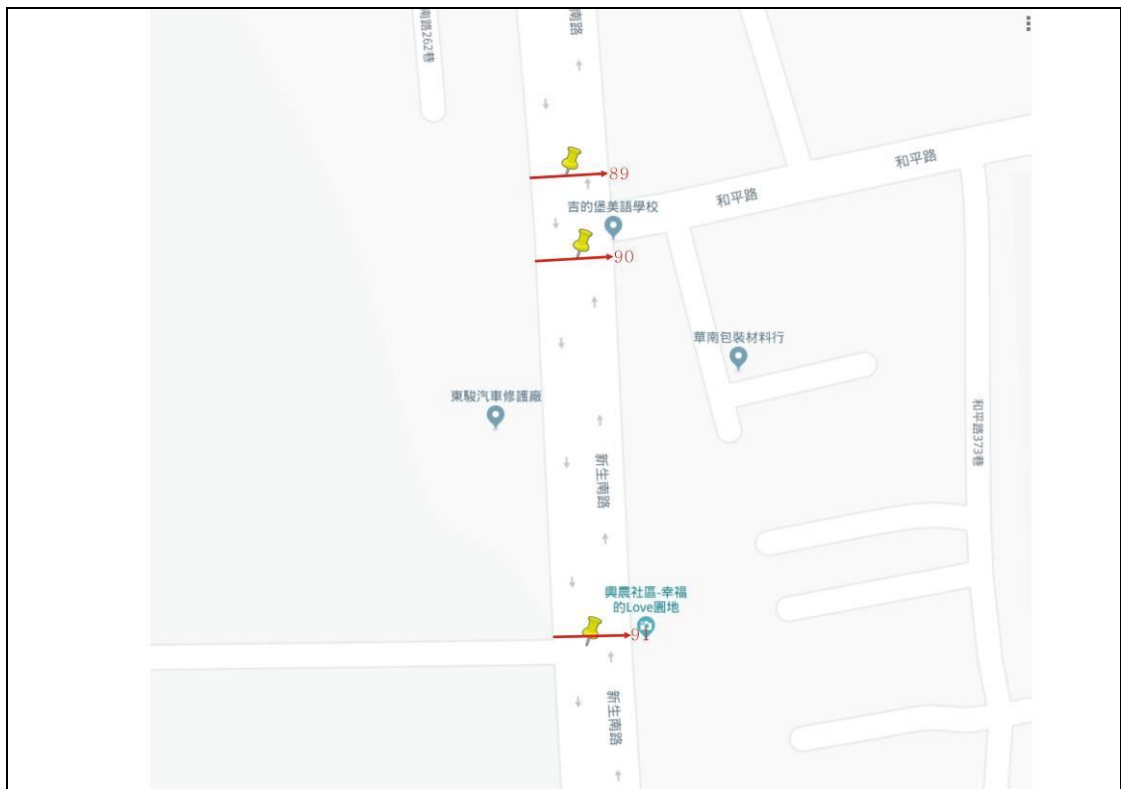 南路262巷
南路
89
和平路
和平路
吉的堡美語學校
90
華南包裝材料行
東駿汽車修護廠
和平路373巷
新生南路
興農社區-幸福
的Love園地
91
新生南路